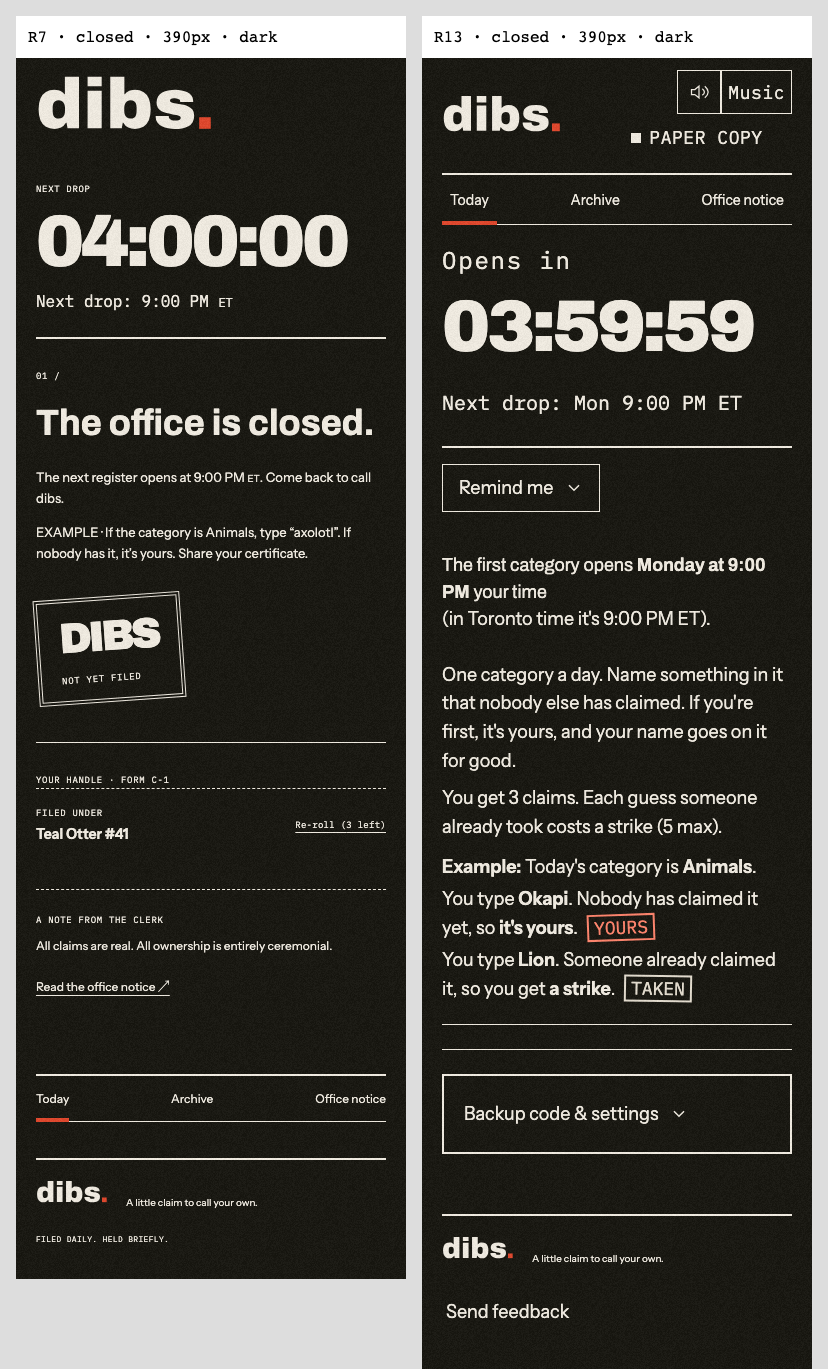 R7 · closed · 390px · dark
dibs.
NEXT DROP
04:00:00
Next drop: 9:00 PM ET
01 /
The office is closed.
The next register opens at 9:00 PM ET. Come back to call
dibs.
EXAMPLE · If the category is Animals, type “axolotl”. If
nobody has it, it’s yours. Share your certificate.
DIBS
NOT YET FILED
YOUR HANDLE · FORM C-1
FILED UNDER
Teal Otter #41
Re-roll (3 left)
A NOTE FROM THE CLERK
All claims are real. All ownership is entirely ceremonial.
Read the office notice ↗
Today Archive Office notice
dibs. A little claim to call your own.
FILED DAILY. HELD BRIEFLY.
R13 · closed · 390px · dark
dibs.
Music
PAPER COPY
Today Archive Office notice
Opens in
03:59:59
Next drop: Mon 9:00 PM ET
Remind me
The first category opens Monday at 9:00
PM your time
(in Toronto time it's 9:00 PM ET).
One category a day. Name something in it
that nobody else has claimed. If you're
first, it's yours, and your name goes on it
for good.
You get 3 claims. Each guess someone
already took costs a strike (5 max).
Example: Today's category is Animals.
You type Okapi. Nobody has claimed it
yet, so it's yours. YOURS
You type Lion. Someone already claimed
it, so you get a strike. TAKEN
Backup code & settings
dibs. A little claim to call your own.
Send feedback